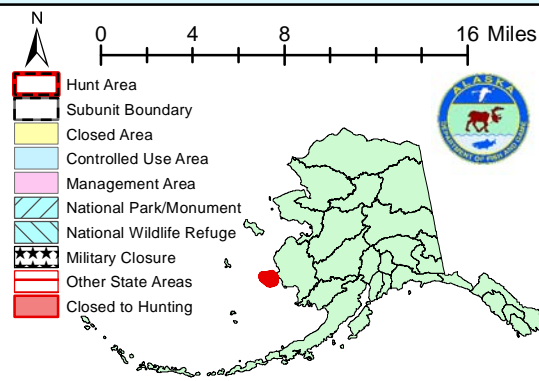 N
0 4 8 16 Miles
Hunt Area
Subunit Boundary
Closed Area
Controlled Use Area
Management Area
National Park/Monument
National Wildlife Refuge
Military Closure
Other State Areas
Closed to Hunting
ALASKA
DEPARTMENT OF FISH AND GAME